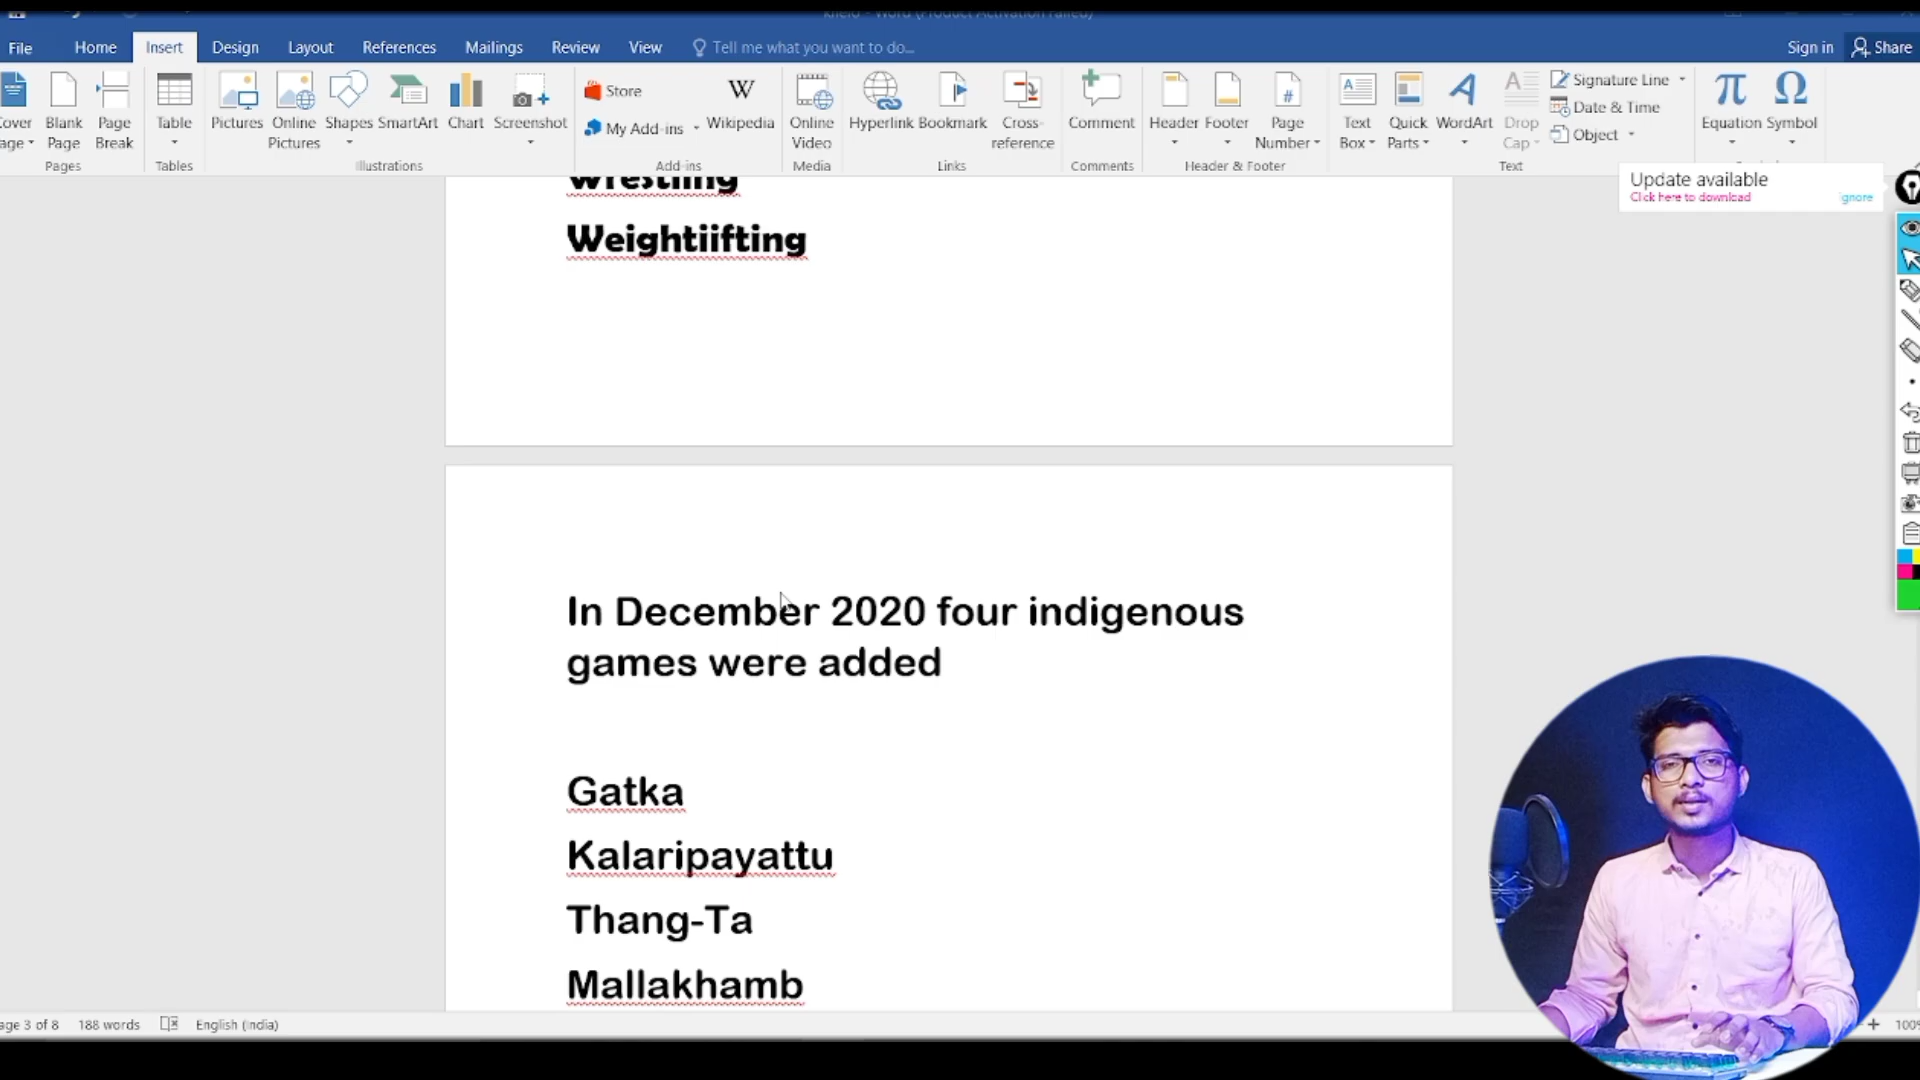 File Home Insert Design Layout References Mailings Review View Tell me what you want to do... Sign in Share
Blank Page
Page Break
Table
Pictures
Online Pictures
Shapes
SmartArt
Chart
Screenshot
Store
My Add-ins
Wikipedia
Online Video
Hyperlink
Bookmark
Cross-reference
Comment
Header
Footer
Page Number
Text Box
Quick Parts
WordArt
Drop Cap
Signature Line
Date & Time
Object
Equation
Symbol
Pages Tables Illustrations Add-ins Media Links Comments Header & Footer Text
Update available
Click here to download
Wrestling
Weightiifting
In December 2020 four indigenous
games were added
Gatka
Kalaripayattu
Thang-Ta
Mallakhamb
age 3 of 8 188 words English (India)